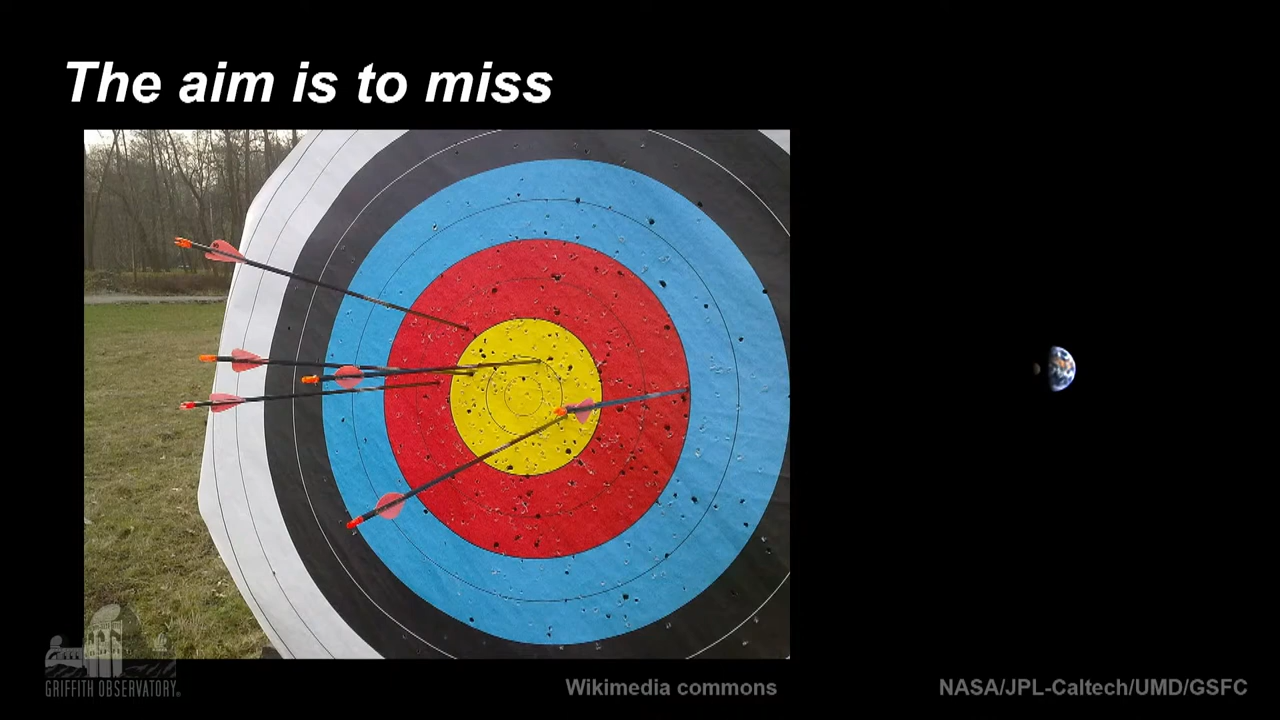 The aim is to miss
GRIFFITH OBSERVATORY
Wikimedia commons
NASA/JPL-Caltech/UMD/GSFC